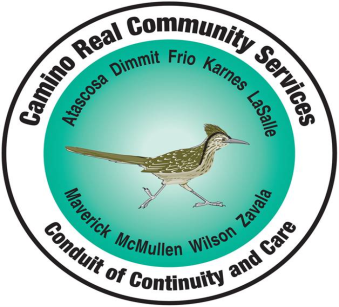 Camino Real Community Services
Atascosa Dimmit Frio Karnes LaSalle
Maverick McMullen Wilson Zavala
Conduit of Continuity and Care